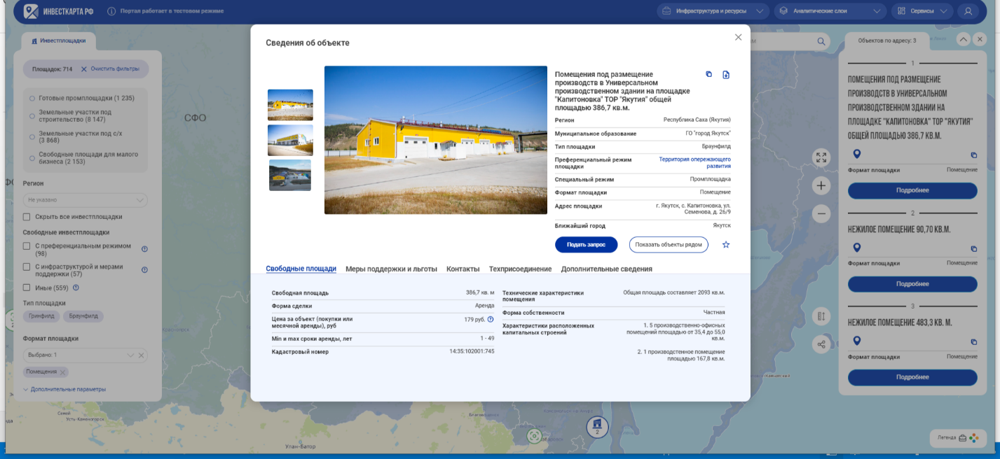 ИНВЕСТКАРТА РФ
Портал работает в тестовом режиме
Инфраструктура и ресурсы
Аналитические слои
Сервисы
Инвестплощадки
Площадок: 714
Очистить фильтры
Готовые промплощадки (1 235)
Земельные участки под
строительство (8 147)
Земельные участки под с/х
(3 868)
Свободные площади для малого
бизнеса (2 153)
Регион
Не указано
Скрыть все инвестплощадки
Свободные инвестплощадки
С преференциальным режимом
(98)
С инфраструктурой и мерами
поддержки (57)
Иные (559)
Тип площадки
Гринфилд
Браунфилд
Формат площадки
Выбрано: 1
Помещения
Дополнительные параметры
СФО
Красноярск
Семей
Усть-Каменогорск
Улан-Батор
Благовещенск
Комсомольск-на-Амуре
2
Сведения об объекте
Помещения под размещение
производств в Универсальном
производственном здании на площадке
"Капитоновка" ТОР "Якутия" общей
площадью 386,7 кв.м.
Регион
Республика Саха (Якутия)
Муниципальное образование
ГО "город Якутск"
Тип площадки
Браунфилд
Преференциальный режим
площадки
Территория опережающего
развития
Специальный режим
Промплощадка
Формат площадки
Помещение
Адрес площадки
г. Якутск, с. Капитоновка, ул.
Семенова, д. 26/9
Ближайший город
Якутск
Подать запрос
Показать объекты рядом
Свободные площади
Меры поддержки и льготы
Контакты
Техприсоединение
Дополнительные сведения
Свободная площадь
386,7 кв. м
Форма сделки
Аренда
Цена за объект (покупки или
месячной аренды), руб
179 руб.
Min и max сроки аренды, лет
1 - 49
Кадастровый номер
14:35:102001:745
Технические характеристики
помещения
Общая площадь составляет 2093 кв.м.
Форма собственности
Частная
Характеристики расположенных
капитальных строений
1. 5 производственно-офисных
помещений площадью от 35,4 до 55,0
кв.м.
2. 1 производстенное помещение
площадью 167,8 кв.м.
Объектов по адресу: 3
1
ПОМЕЩЕНИЯ ПОД РАЗМЕЩЕНИЕ
ПРОИЗВОДСТВ В УНИВЕРСАЛЬНОМ
ПРОИЗВОДСТВЕННОМ ЗДАНИИ НА
ПЛОЩАДКЕ "КАПИТОНОВКА" ТОР "ЯКУТИЯ"
ОБЩЕЙ ПЛОЩАДЬЮ 386,7 КВ.М.
Формат площадки
Помещение
Подробнее
2
НЕЖИЛОЕ ПОМЕЩЕНИЕ 90,70 КВ.М.
Формат площадки
Помещение
Подробнее
3
НЕЖИЛОЕ ПОМЕЩЕНИЕ 483,3 КВ. М.
Формат площадки
Помещение
Подробнее
Легенда